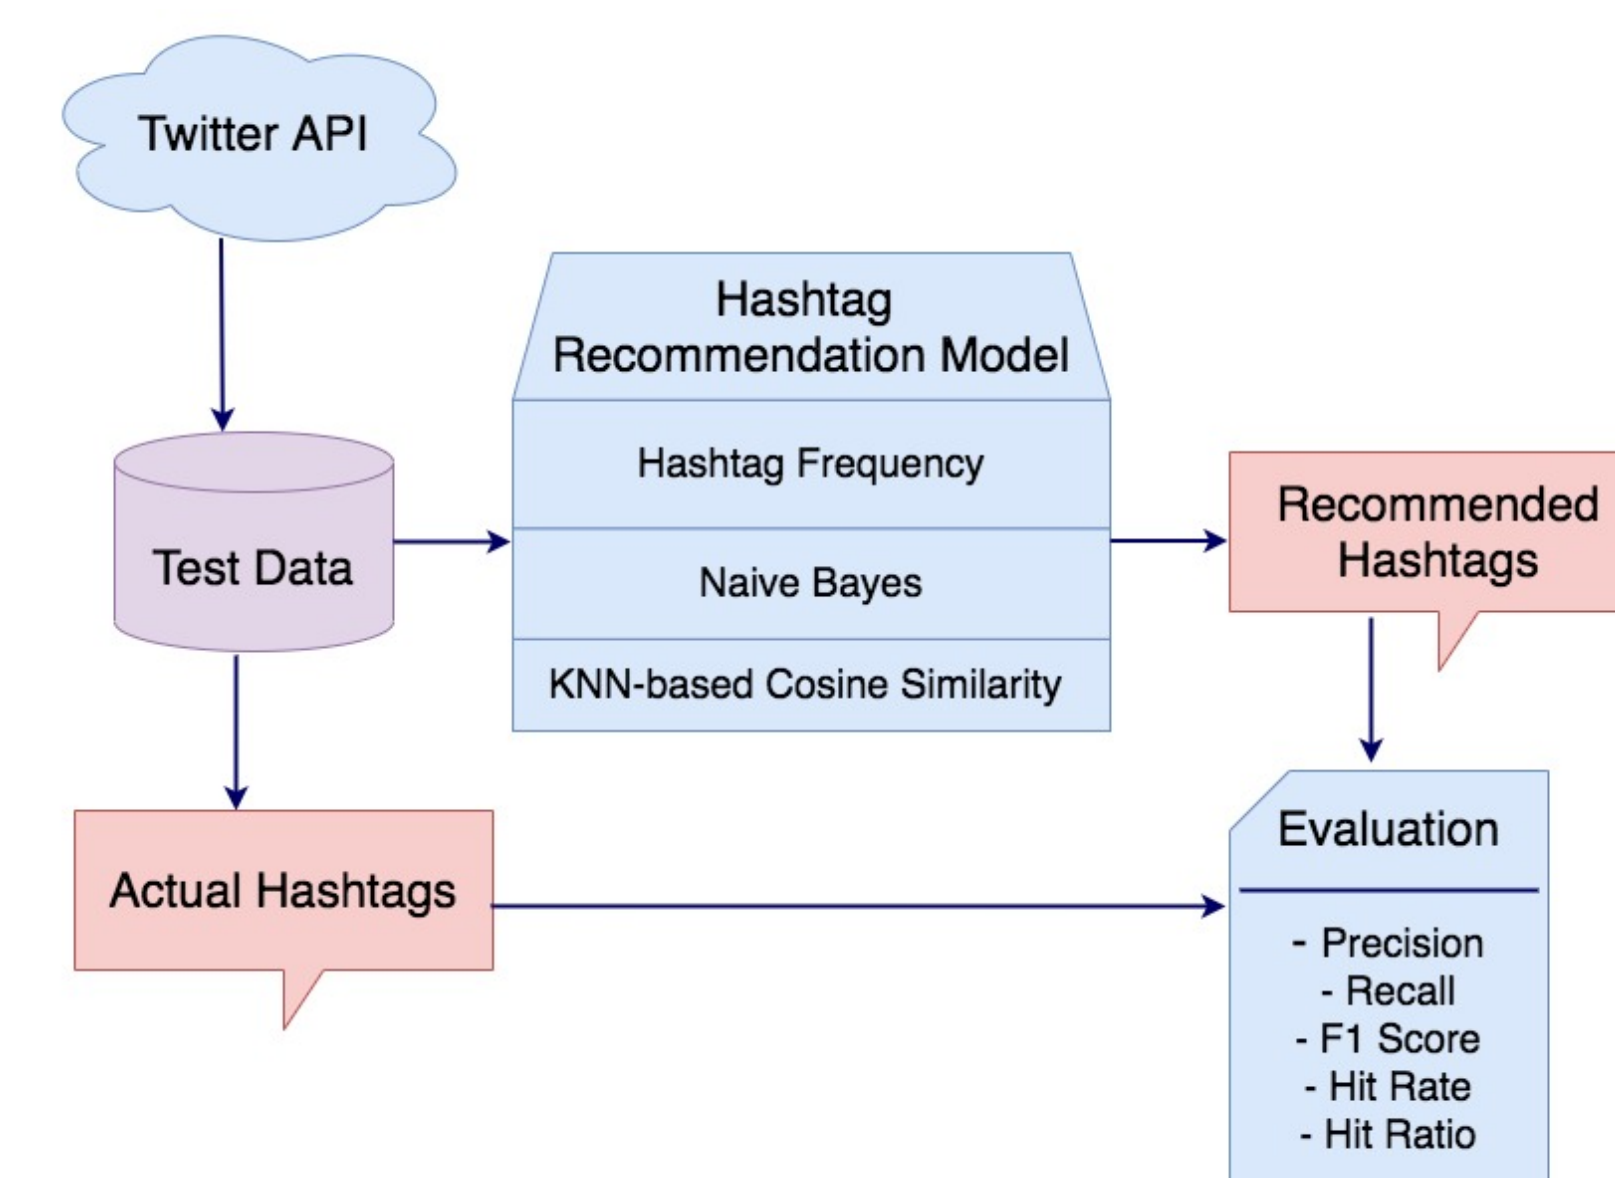 Twitter API
Hashtag
Recommendation Model
Hashtag Frequency
Naive Bayes
KNN-based Cosine Similarity
Test Data
Recommended
Hashtags
Actual Hashtags
Evaluation
- Precision
- Recall
- F1 Score
- Hit Rate
- Hit Ratio